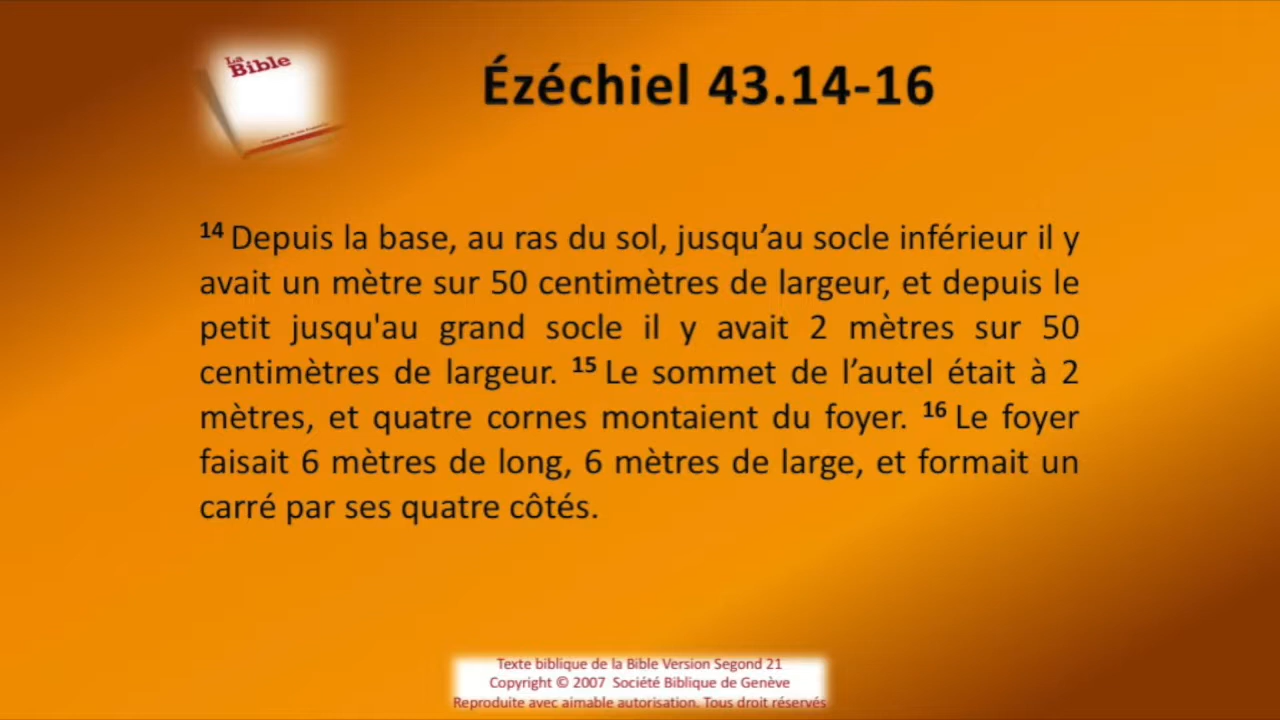 La
Bible
Ézéchiel 43.14-16
14 Depuis la base, au ras du sol, jusqu’au socle inférieur il y
avait un mètre sur 50 centimètres de largeur, et depuis le
petit jusqu'au grand socle il y avait 2 mètres sur 50
centimètres de largeur. 15 Le sommet de l’autel était à 2
mètres, et quatre cornes montaient du foyer. 16 Le foyer
faisait 6 mètres de long, 6 mètres de large, et formait un
carré par ses quatre côtés.
Texte biblique de la Bible Version Segond 21
Copyright © 2007 Société Biblique de Genève
Reproduite avec aimable autorisation. Tous droit réservés